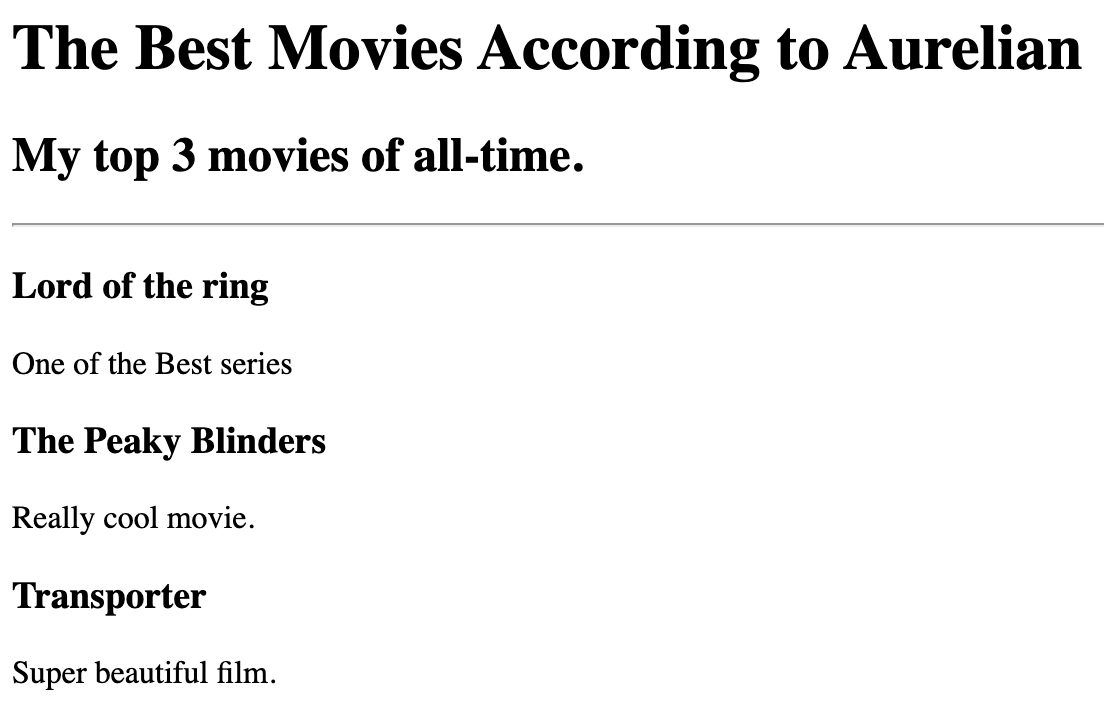 The Best Movies According to Aurelian
My top 3 movies of all-time.
Lord of the ring
One of the Best series
The Peaky Blinders
Really cool movie.
Transporter
Super beautiful film.